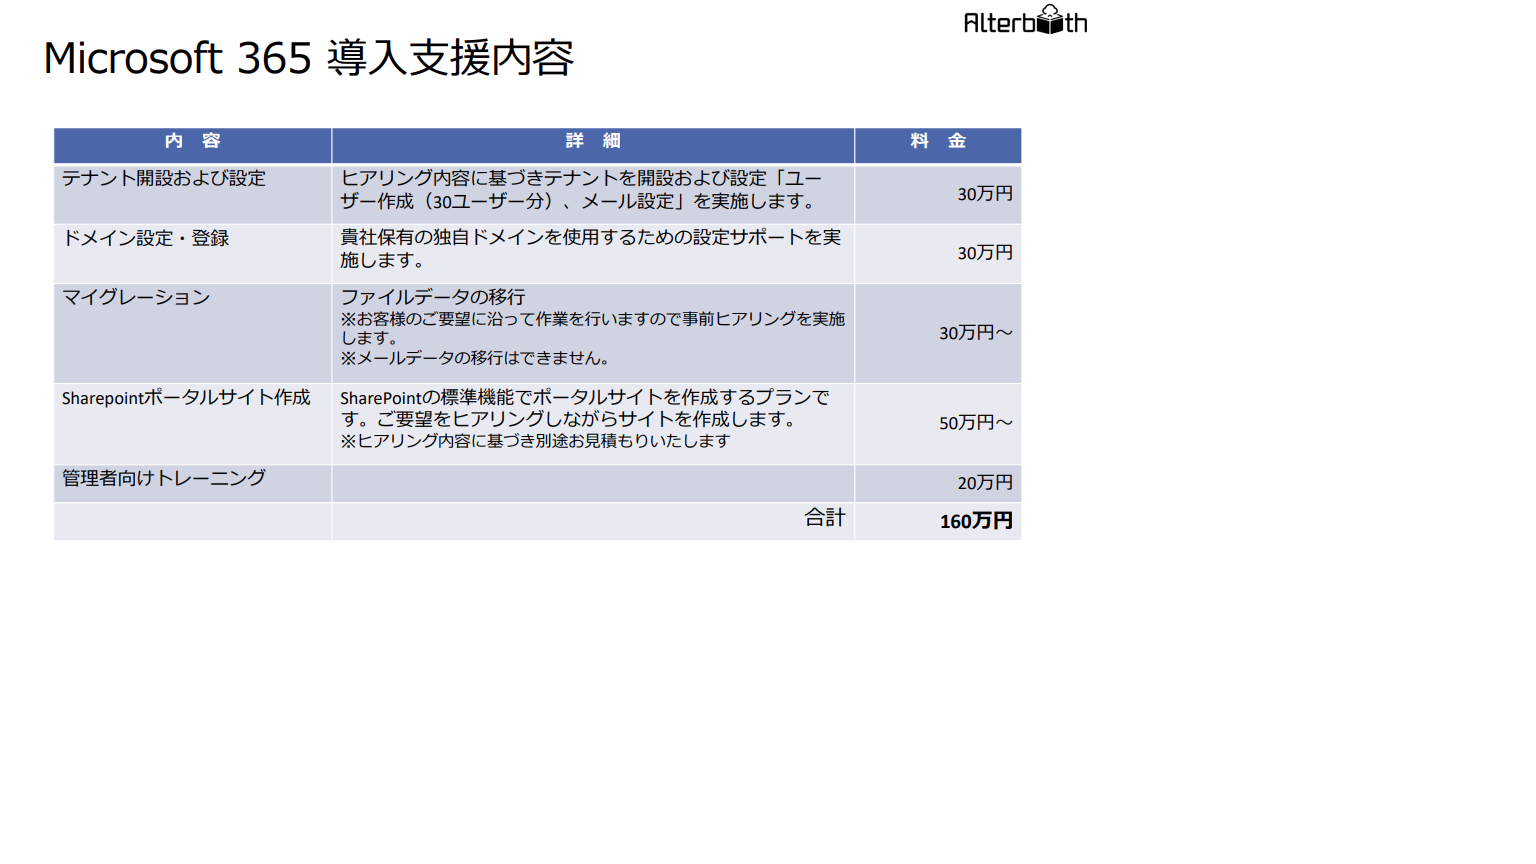 Alterbooth
Microsoft 365 導入支援内容
内 容
詳 細
料 金
テナント開設および設定
ヒアリング内容に基づきテナントを開設および設定「ユー
ザー作成（30ユーザー分）、メール設定」を実施します。
30万円
ドメイン設定・登録
貴社保有の独自ドメインを使用するための設定サポートを実
施します。
30万円
マイグレーション
ファイルデータの移行
※お客様のご要望に沿って作業を行いますので事前ヒアリングを実施
します。
※メールデータの移行はできません。
30万円～
Sharepointポータルサイト作成
SharePointの標準機能でポータルサイトを作成するプランで
す。ご要望をヒアリングしながらサイトを作成します。
※ヒアリング内容に基づき別途お見積もりいたします
50万円～
管理者向けトレーニング
20万円
合計
160万円